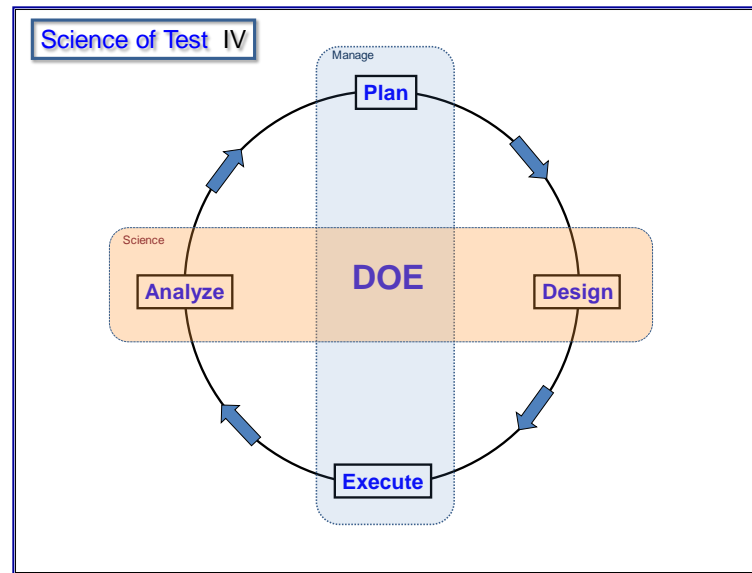 Science of Test IV
Manage
Plan
Science
DOE
Analyze
Design
Execute